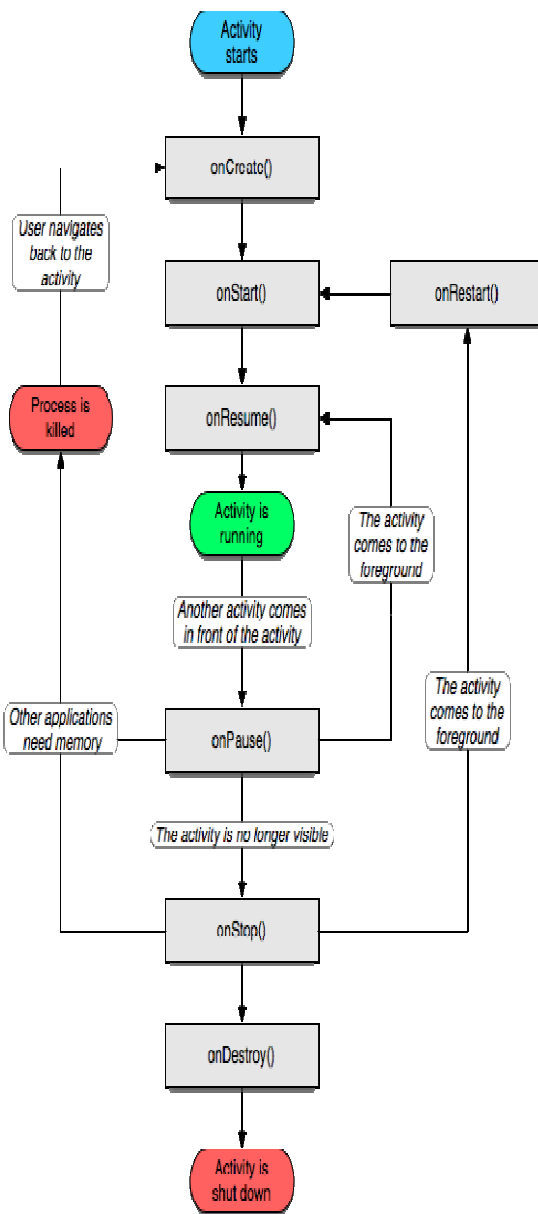 Activity
starts
onCreate()
User navigates
back to the
activity
onStart()
onRestart()
Process is
killed
onResume()
Activity is
running
The activity
comes to the
foreground
Another activity comes
in front of the activity
The activity
comes to the
foreground
Other applications
need memory
onPause()
The activity is no longer visible
onStop()
onDestroy()
Activity is
shut down